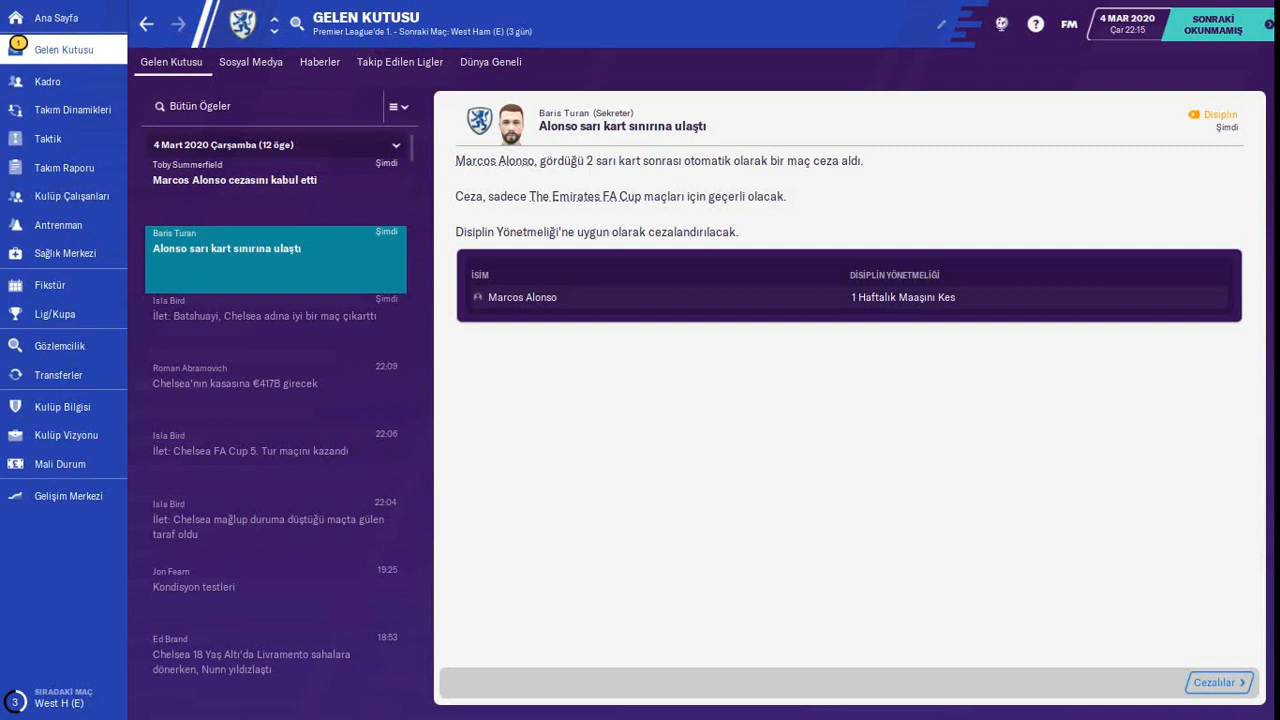 Ana Sayfa
1
Gelen Kutusu
Kadro
Takım Dinamikleri
Taktik
Takım Raporu
Kulüp Çalışanları
Antrenman
Sağlık Merkezi
Fikstür
Lig/Kupa
Gözlemcilik
Transferler
Kulüp Bilgisi
Kulüp Vizyonu
Mali Durum
Gelişim Merkezi
3
SIRADAKİ MAÇ
West H (E)
GELEN KUTUSU
Premier League'de 1. - Sonraki Maç: West Ham (E) (3 gün)
?
FM
4 MAR 2020
Çar 22:15
SONRAKİ
OKUNMAMIŞ
Gelen Kutusu
Sosyal Medya
Haberler
Takip Edilen Ligler
Dünya Geneli
Bütün Ögeler
4 Mart 2020 Çarşamba (12 öge)
Toby Summerfield
Şimdi
Marcos Alonso cezasını kabul etti
Baris Turan
Şimdi
Alonso sarı kart sınırına ulaştı
Isla Bird
Şimdi
İlet: Batshuayi, Chelsea adına iyi bir maç çıkarttı
Roman Abramovich
22:09
Chelsea'nın kasasına €417B girecek
Isla Bird
22:06
İlet: Chelsea FA Cup 5. Tur maçını kazandı
Isla Bird
22:04
İlet: Chelsea mağlup duruma düştüğü maçta gülen
taraf oldu
Jon Fearn
19:25
Kondisyon testleri
Ed Brand
18:53
Chelsea 18 Yaş Altı'da Livramento sahalara
dönerken, Nunn yıldızlaştı
Baris Turan (Sekreter)
Alonso sarı kart sınırına ulaştı
Disiplin
Şimdi
Marcos Alonso, gördüğü 2 sarı kart sonrası otomatik olarak bir maç ceza aldı.
Ceza, sadece The Emirates FA Cup maçları için geçerli olacak.
Disiplin Yönetmeliği'ne uygun olarak cezalandırılacak.
İSİM
DİSİPLİN YÖNETMELİĞİ
Marcos Alonso
1 Haftalık Maaşını Kes
Cezalılar